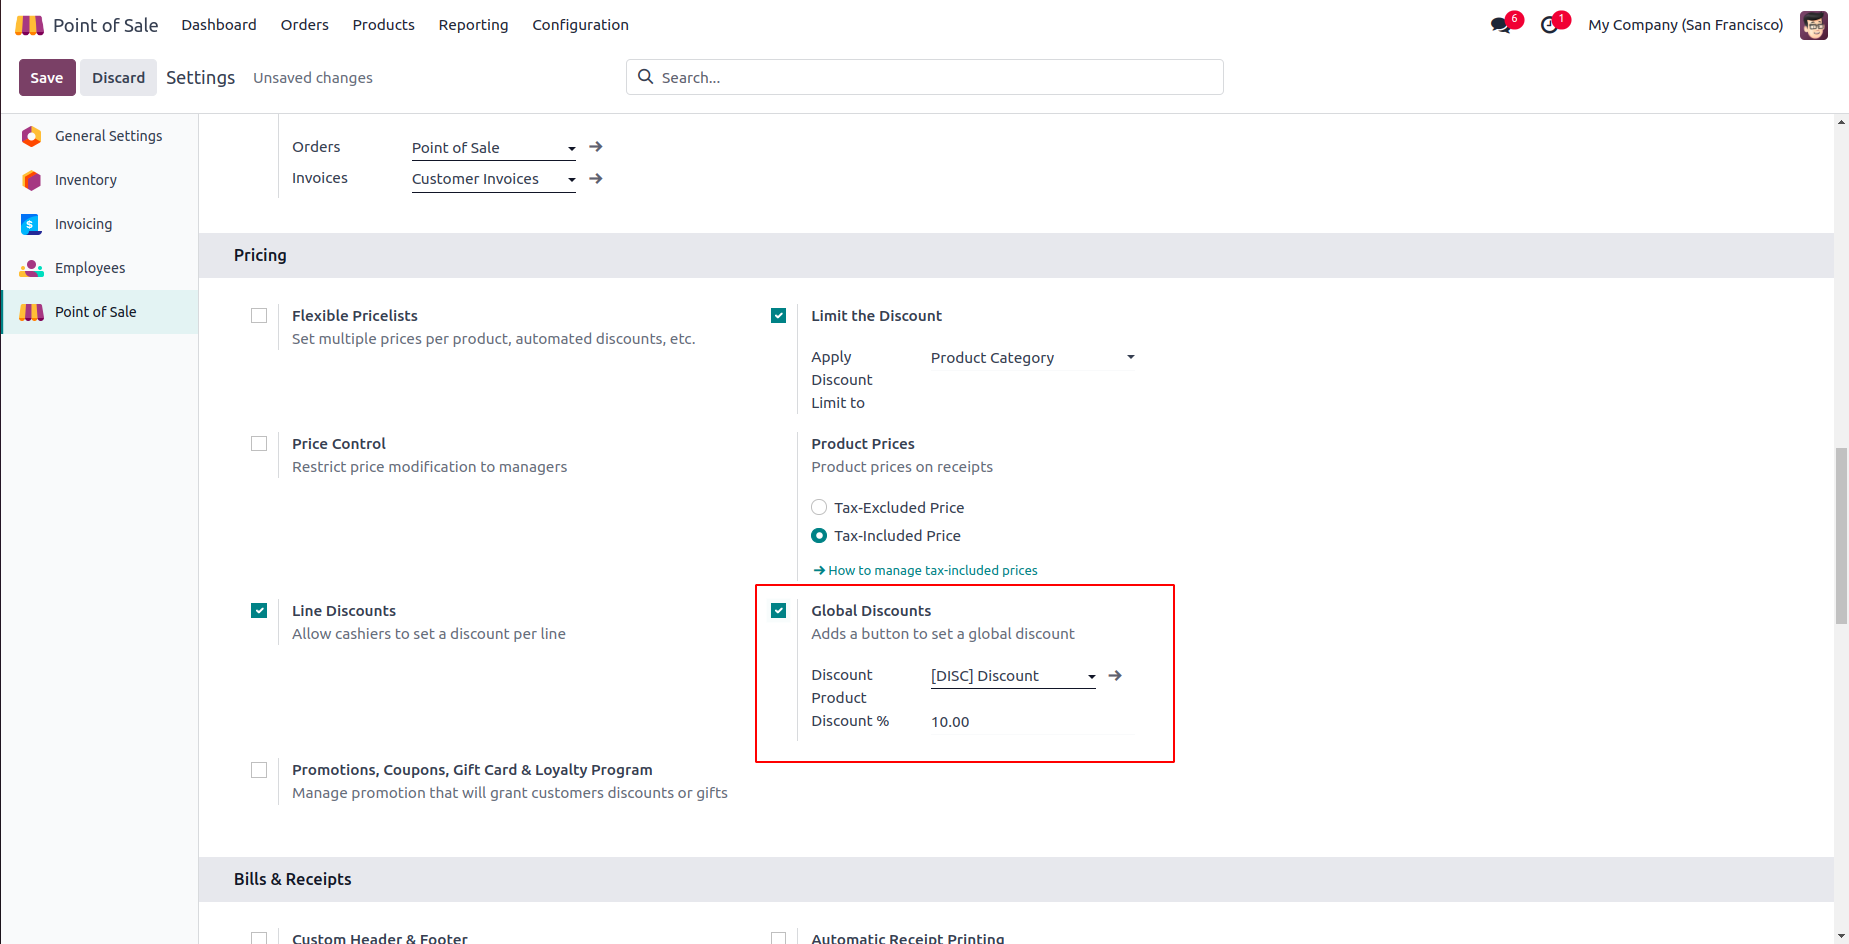 Point of Sale Dashboard Orders Products Reporting Configuration 6 1 My Company (San Francisco)
Save Discard Settings Unsaved changes Search...
General Settings
Inventory
Invoicing
Employees
Point of Sale
Orders Point of Sale
Invoices Customer Invoices
Pricing
Flexible Pricelists
Set multiple prices per product, automated discounts, etc.
Limit the Discount
Apply Discount Limit to Product Category
Price Control
Restrict price modification to managers
Product Prices
Product prices on receipts
Tax-Excluded Price
Tax-Included Price
How to manage tax-included prices
Line Discounts
Allow cashiers to set a discount per line
Global Discounts
Adds a button to set a global discount
Discount Product [DISC] Discount
Discount % 10.00
Promotions, Coupons, Gift Card & Loyalty Program
Manage promotion that will grant customers discounts or gifts
Bills & Receipts
Custom Header & Footer
Automatic Receipt Printing